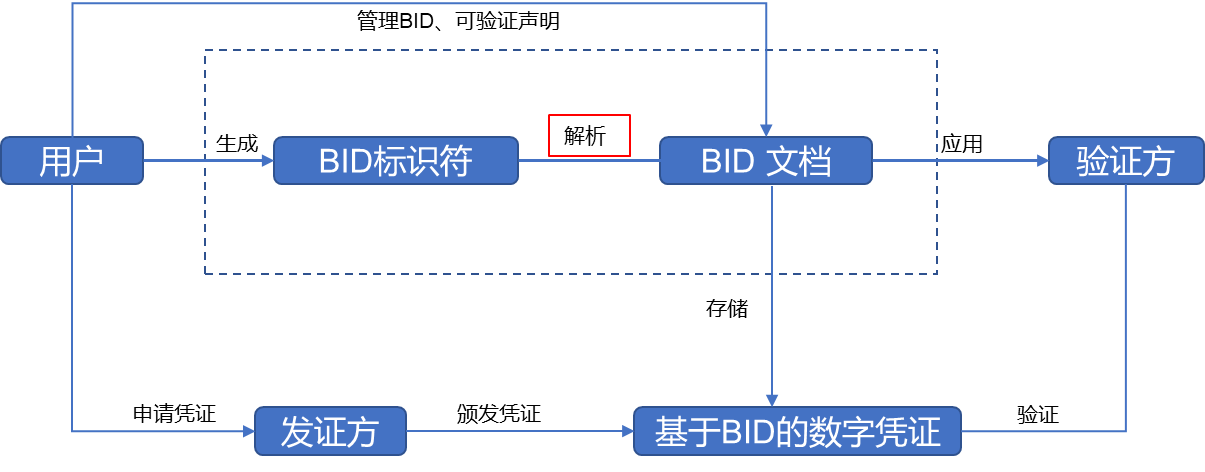 管理BID、可验证声明
用户
生成
BID标识符
解析
BID 文档
应用
验证方
存储
申请凭证
发证方
颁发凭证
基于BID的数字凭证
验证